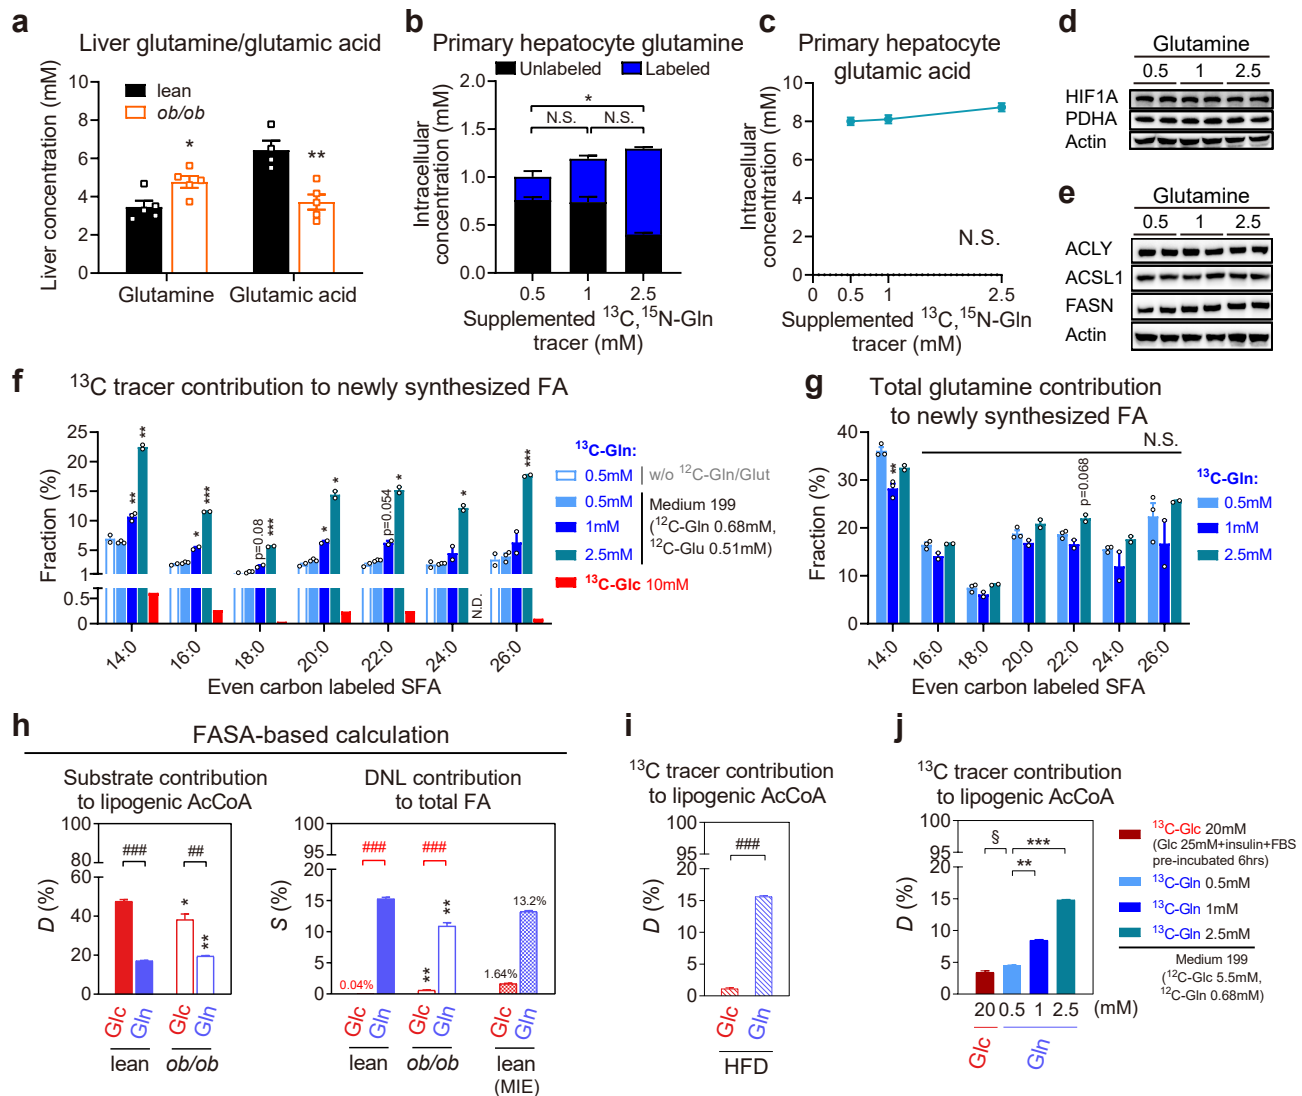 a
Liver glutamine/glutamic acid
Liver concentration (mM)
10
8
6
4
2
0
lean
ob/ob
*
**
Glutamine
Glutamic acid
b
Primary hepatocyte glutamine
Unlabeled
Labeled
Intracellular
concentration (mM)
2.0
1.5
1.0
0.5
0.0
*
N.S.
N.S.
0.5
1
2.5
Supplemented ¹³C,¹⁵N-Gln
tracer (mM)
c
Primary hepatocyte
glutamic acid
Intracellular
concentration (mM)
10
8
6
4
2
0
N.S.
0
0.5
1
2.5
Supplemented ¹³C,¹⁵N-Gln
tracer (mM)
d
Glutamine
0.5
1
2.5
HIF1A
PDHA
Actin
e
Glutamine
0.5
1
2.5
ACLY
ACSL1
FASN
Actin
f
¹³C tracer contribution to newly synthesized FA
Fraction (%)
25
20
15
10
5
1
0.5
0
**
**
*
***
p=0.08
***
*
*
p=0.054
*
*
N.D.
***
14:0
16:0
18:0
20:0
22:0
24:0
26:0
Even carbon labeled SFA
¹³C-Gln:
0.5mM
w/o ¹²C-Gln/Glut
0.5mM
1mM
2.5mM
Medium 199
(¹²C-Gln 0.68mM,
¹²C-Glu 0.51mM)
¹³C-Glc 10mM
g
Total glutamine contribution
to newly synthesized FA
Fraction (%)
40
30
20
10
0
**
N.S.
p=0.068
14:0
16:0
18:0
20:0
22:0
24:0
26:0
Even carbon labeled SFA
¹³C-Gln:
0.5mM
1mM
2.5mM
h
FASA-based calculation
Substrate contribution
to lipogenic AcCoA
D (%)
100
80
60
40
20
0
###
##
*
**
Glc
Gln
Glc
Gln
lean
ob/ob
DNL contribution
to total FA
S (%)
100
95
20
15
10
5
0
###
###
0.04%
**
**
1.64%
13.2%
Glc
Gln
Glc
Gln
Glc
Gln
lean
ob/ob
lean
(MIE)
i
¹³C tracer contribution
to lipogenic AcCoA
D (%)
100
95
20
15
10
5
0
###
Glc
Gln
HFD
j
¹³C tracer contribution
to lipogenic AcCoA
D (%)
100
95
20
15
10
5
0
§
***
**
20
0.5
1
2.5
(mM)
Glc
Gln
¹³C-Glc 20mM
(Glc 25mM+insulin+FBS
pre-incubated 6hrs)
¹³C-Gln 0.5mM
¹³C-Gln 1mM
¹³C-Gln 2.5mM
Medium 199
(¹²C-Glc 5.5mM,
¹²C-Gln 0.68mM)